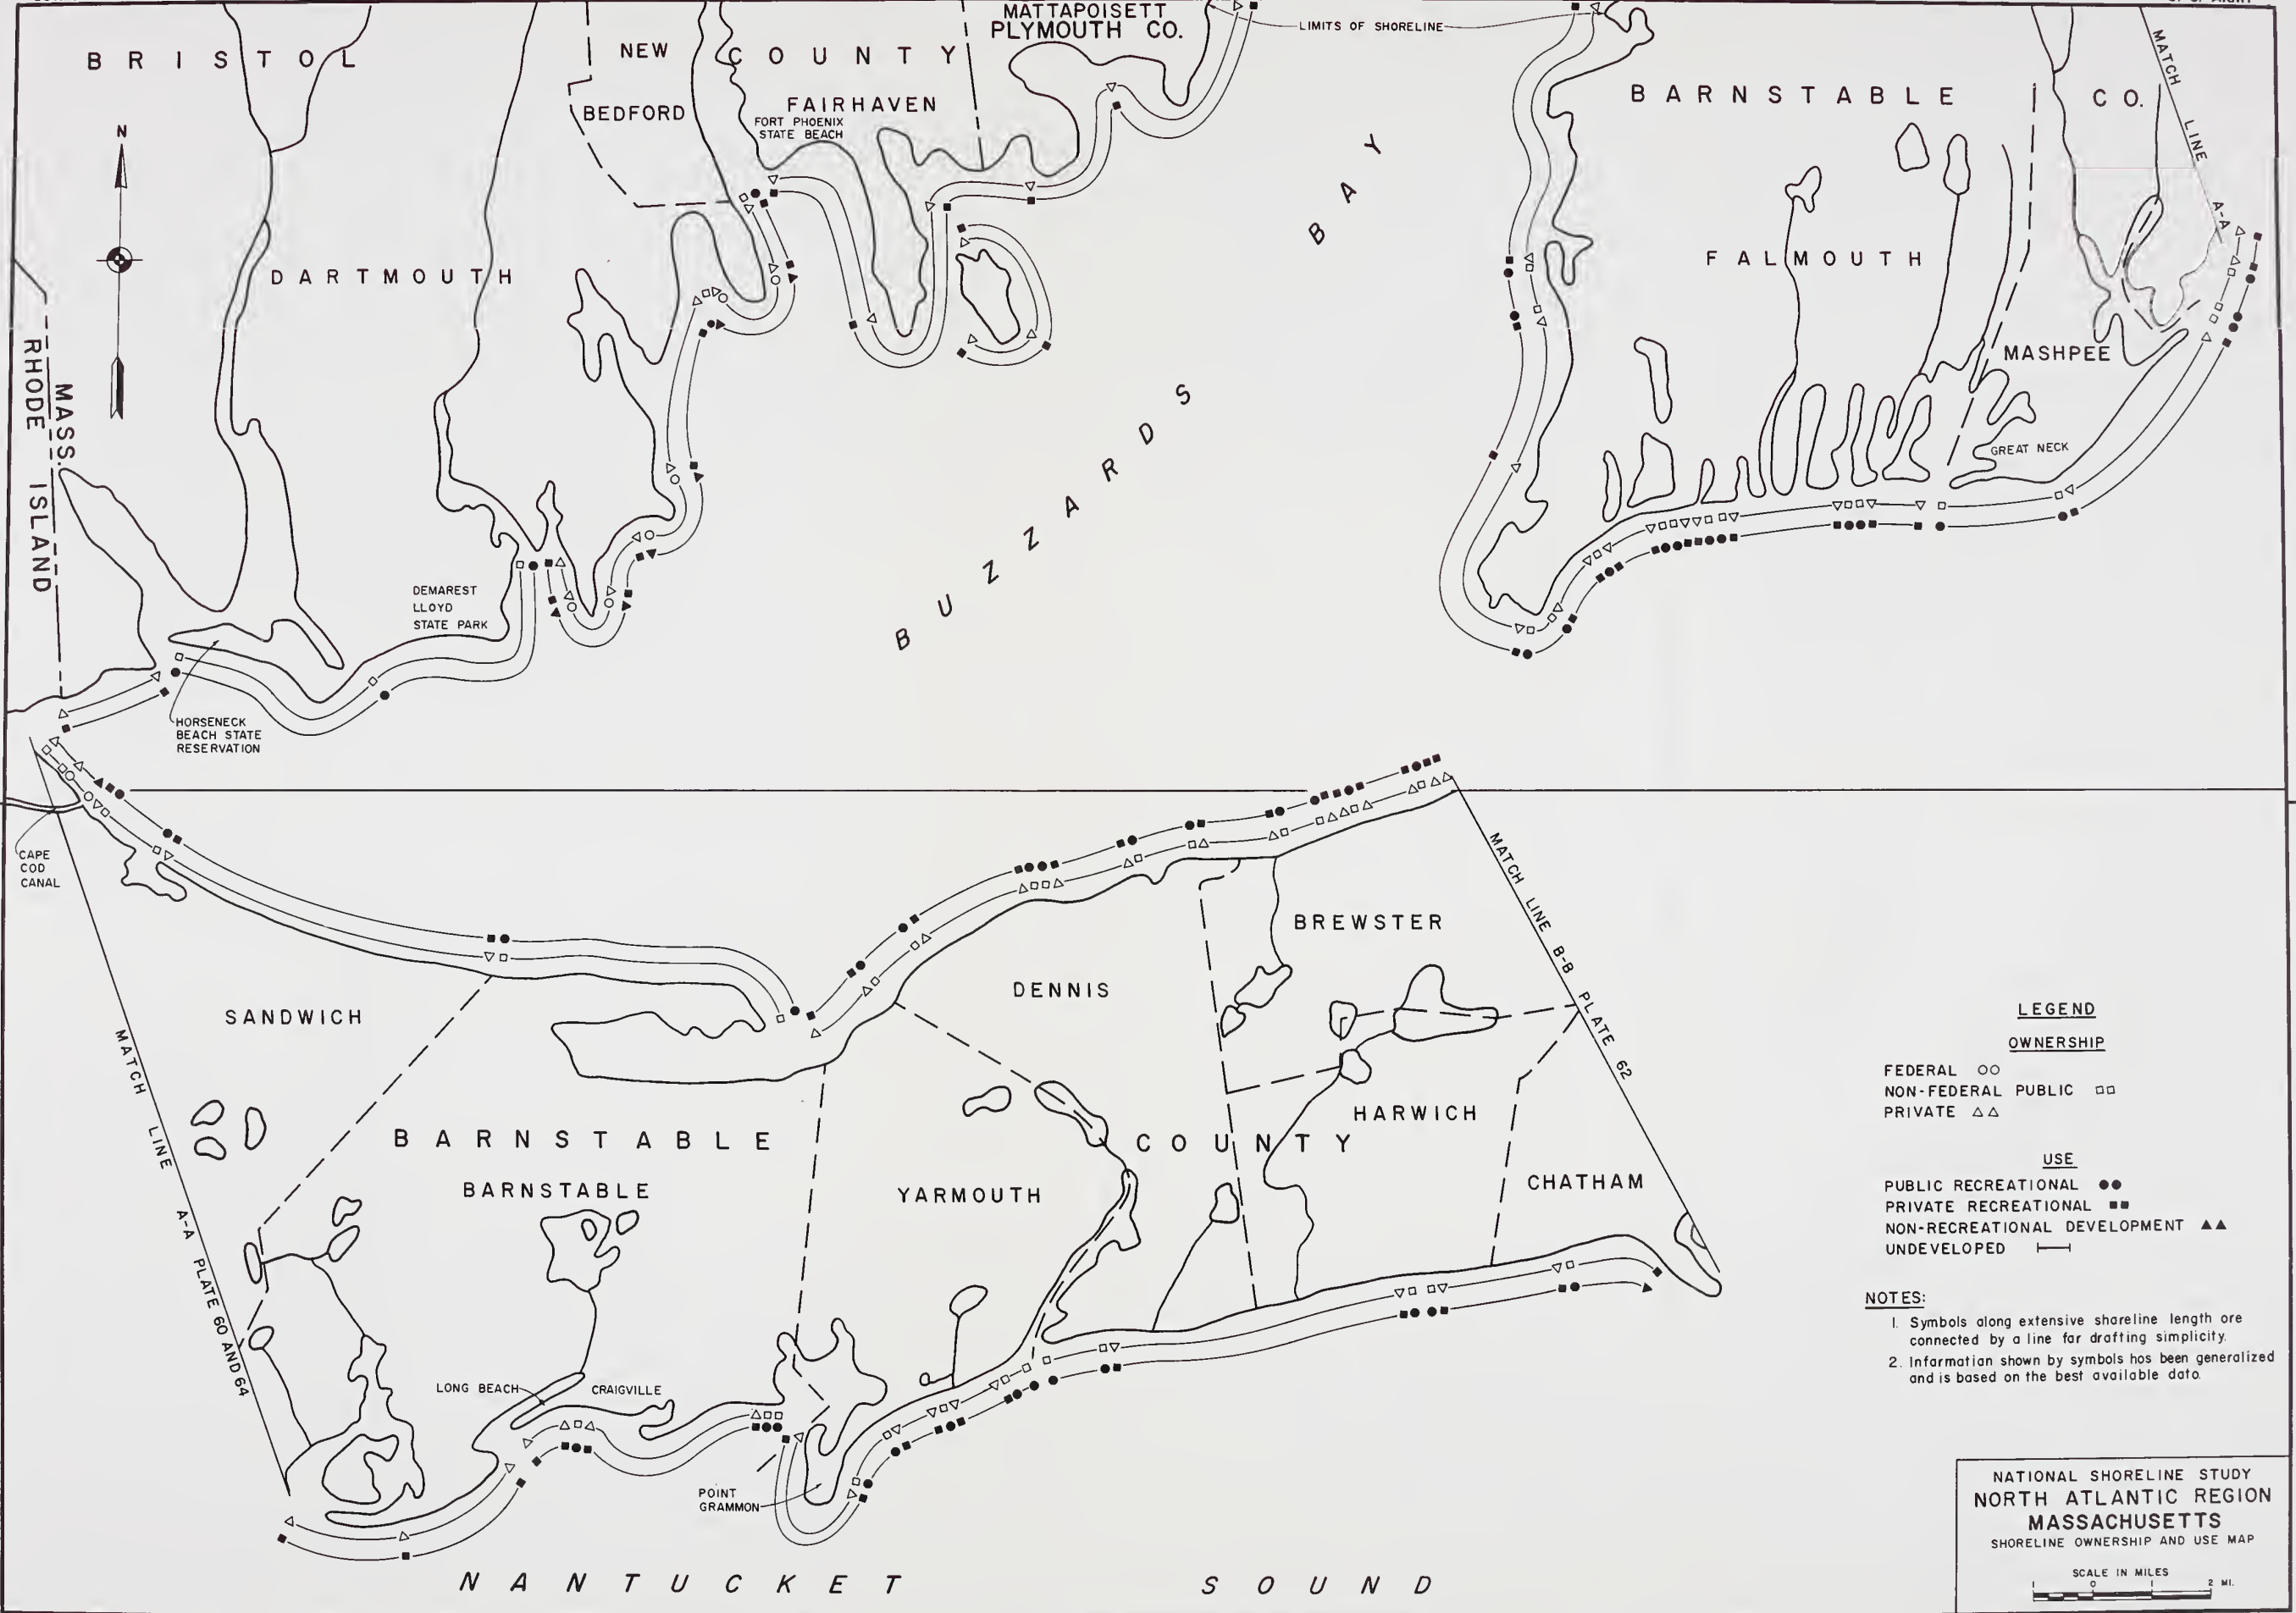 MATTAPOISETT
PLYMOUTH CO.
LIMITS OF SHORELINE
BRISTOL
COUNTY
NEW
BEDFORD
FAIRHAVEN
FORT PHOENIX
STATE BEACH
BARNSTABLE CO.
MATCH LINE A-A
N
DARTMOUTH
FALMOUTH
MASHPEE
GREAT NECK
MASS.
RHODE ISLAND
BUZZARDS BAY
DEMAREST
LLOYD
STATE PARK
HORSENECK
BEACH STATE
RESERVATION
CAPE
COD
CANAL
MATCH LINE B-B PLATE 62
BREWSTER
DENNIS
SANDWICH
MATCH LINE A-A PLATE 60 AND 64
HARWICH
BARNSTABLE COUNTY
BARNSTABLE
YARMOUTH
CHATHAM
LONG BEACH
CRAIGVILLE
POINT
GRAMMON
NANTUCKET SOUND
LEGEND
OWNERSHIP
FEDERAL ○○
NON-FEDERAL PUBLIC □□
PRIVATE △△
USE
PUBLIC RECREATIONAL ●●
PRIVATE RECREATIONAL ■■
NON-RECREATIONAL DEVELOPMENT ▲▲
UNDEVELOPED
NOTES:
1. Symbols along extensive shoreline length are
connected by a line for drafting simplicity.
2. Information shown by symbols has been generalized
and is based on the best available data.
NATIONAL SHORELINE STUDY
NORTH ATLANTIC REGION
MASSACHUSETTS
SHORELINE OWNERSHIP AND USE MAP
SCALE IN MILES
1 0 1 2 MI.